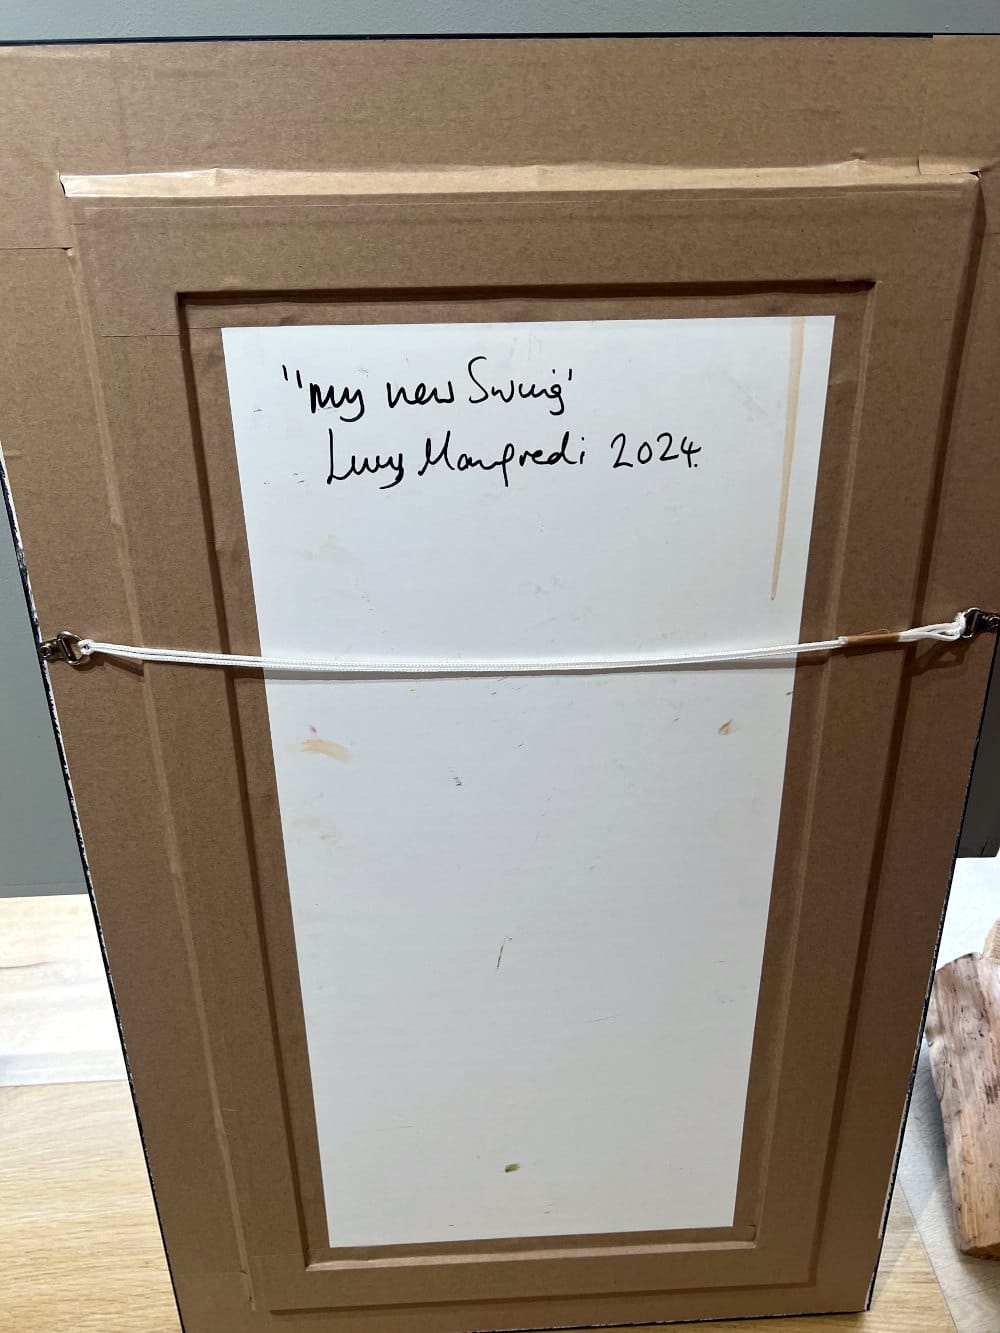 "my new Swing'
Lucy Manfredi 2024.